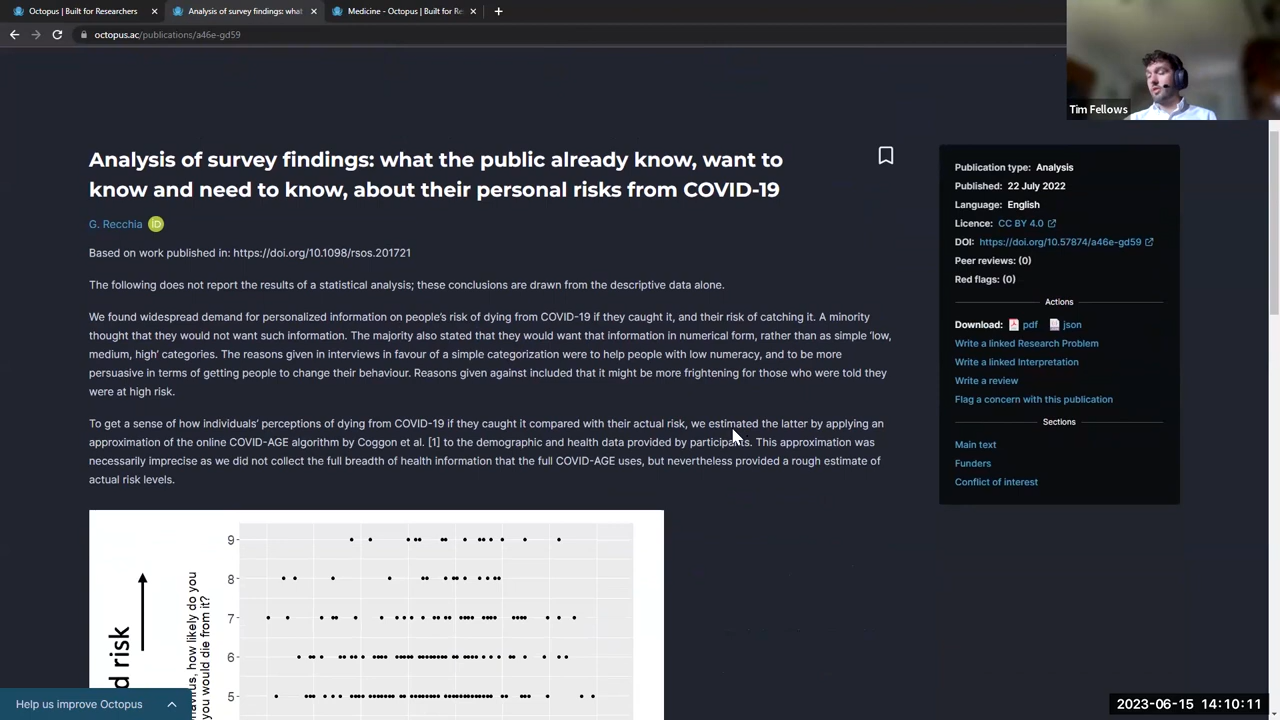 Octopus | Built for Researchers
Analysis of survey findings: what
Medicine - Octopus | Built for Re
octopus.ac/publications/a46e-gd59
Tim Fellows
Analysis of survey findings: what the public already know, want to
know and need to know, about their personal risks from COVID-19
G. Recchia iD
Based on work published in: https://doi.org/10.1098/rsos.201721
The following does not report the results of a statistical analysis; these conclusions are drawn from the descriptive data alone.
We found widespread demand for personalized information on people's risk of dying from COVID-19 if they caught it, and their risk of catching it. A minority
thought that they would not want such information. The majority also stated that they would want that information in numerical form, rather than as simple 'low,
medium, high' categories. The reasons given in interviews in favour of a simple categorization were to help people with low numeracy, and to be more
persuasive in terms of getting people to change their behaviour. Reasons given against included that it might be more frightening for those who were told they
were at high risk.
To get a sense of how individuals' perceptions of dying from COVID-19 if they caught it compared with their actual risk, we estimated the latter by applying an
approximation of the online COVID-AGE algorithm by Coggon et al. [1] to the demographic and health data provided by participants. This approximation was
necessarily imprecise as we did not collect the full breadth of health information that the full COVID-AGE uses, but nevertheless provided a rough estimate of
actual risk levels.
Publication type: Analysis
Published: 22 July 2022
Language: English
Licence: CC BY 4.0
DOI: https://doi.org/10.57874/a46e-gd59
Peer reviews: (0)
Red flags: (0)
Actions
Download: pdf json
Write a linked Research Problem
Write a linked Interpretation
Write a review
Flag a concern with this publication
Sections
Main text
Funders
Conflict of interest
9
8
7
6
5
risk
how likely do you
you would die from it?
Help us improve Octopus
2023-06-15 14:10:11